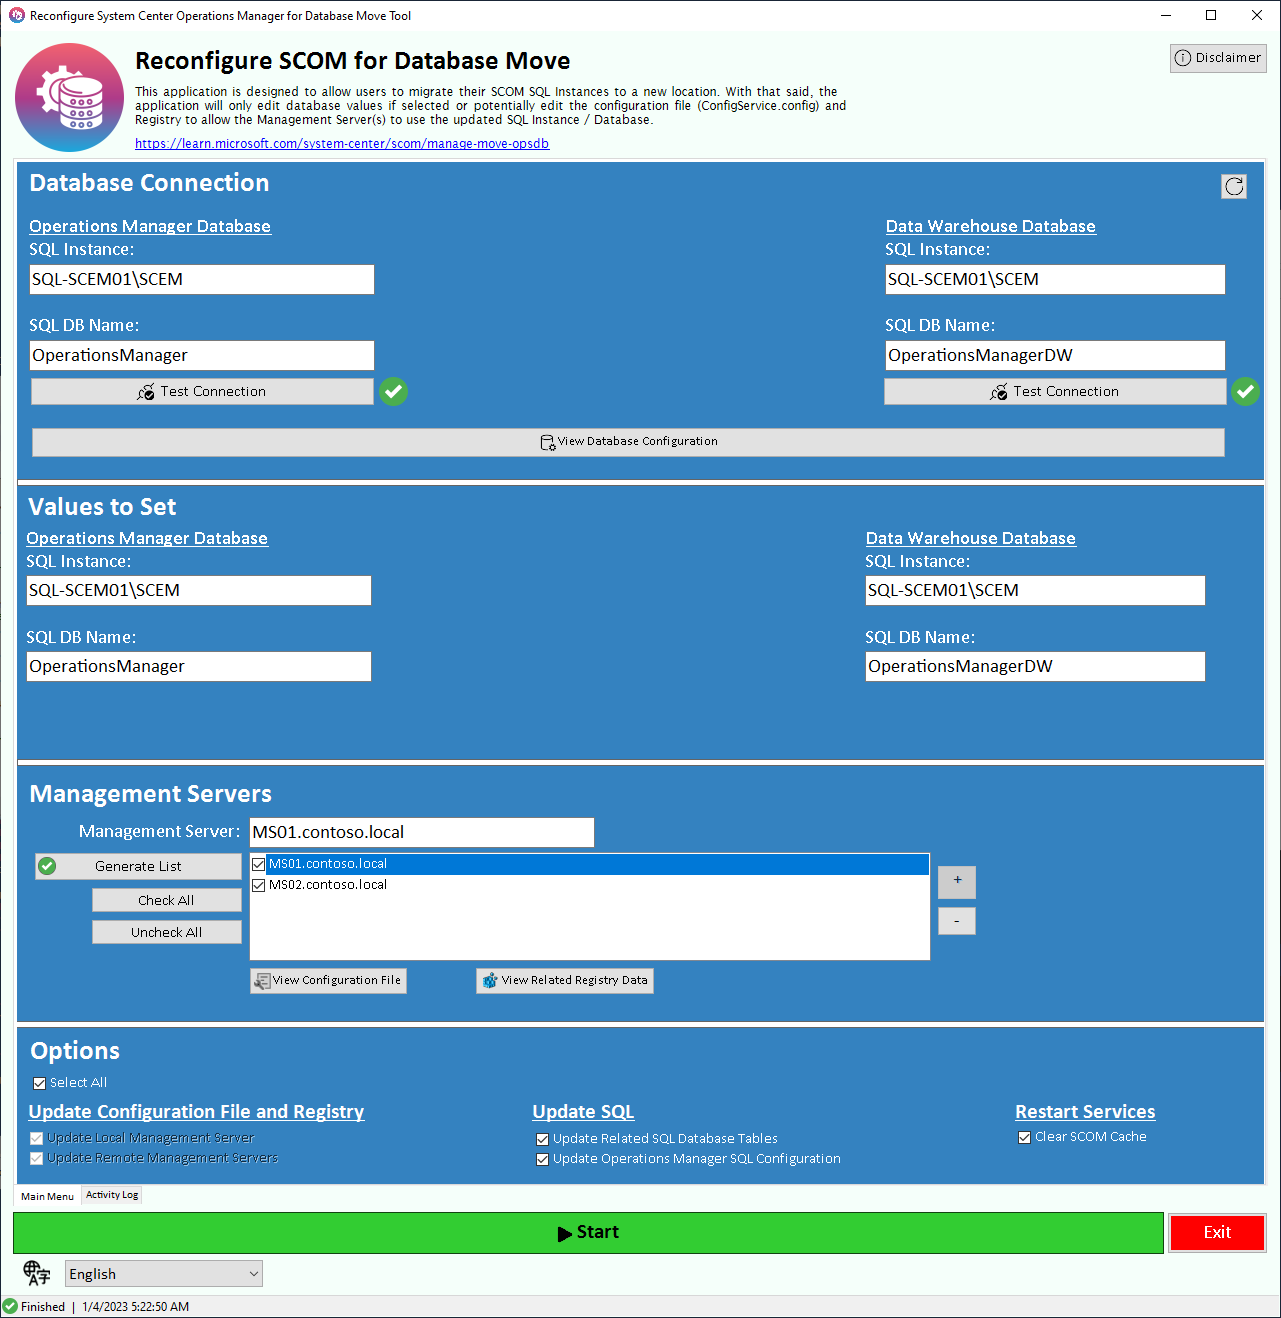 Reconfigure System Center Operations Manager for Database Move Tool
Reconfigure SCOM for Database Move
Disclaimer
This application is designed to allow users to migrate their SCOM SQL Instances to a new location. With that said, the
application will only edit database values if selected or potentially edit the configuration file (ConfigService.config) and
Registry to allow the Management Server(s) to use the updated SQL Instance / Database.
https://learn.microsoft.com/system-center/scom/manage-move-opsdb
Database Connection
Operations Manager Database
SQL Instance:
SQL-SCEM01\SCEM
SQL DB Name:
OperationsManager
Test Connection
Data Warehouse Database
SQL Instance:
SQL-SCEM01\SCEM
SQL DB Name:
OperationsManagerDW
Test Connection
View Database Configuration
Values to Set
Operations Manager Database
SQL Instance:
SQL-SCEM01\SCEM
SQL DB Name:
OperationsManager
Data Warehouse Database
SQL Instance:
SQL-SCEM01\SCEM
SQL DB Name:
OperationsManagerDW
Management Servers
Management Server:
MS01.contoso.local
Generate List
Check All
Uncheck All
MS01.contoso.local
MS02.contoso.local
+
-
View Configuration File
View Related Registry Data
Options
Select All
Update Configuration File and Registry
Update Local Management Server
Update Remote Management Servers
Update SQL
Update Related SQL Database Tables
Update Operations Manager SQL Configuration
Restart Services
Clear SCOM Cache
Main Menu
Activity Log
Start
Exit
A字
English
Finished | 1/4/2023 5:22:50 AM